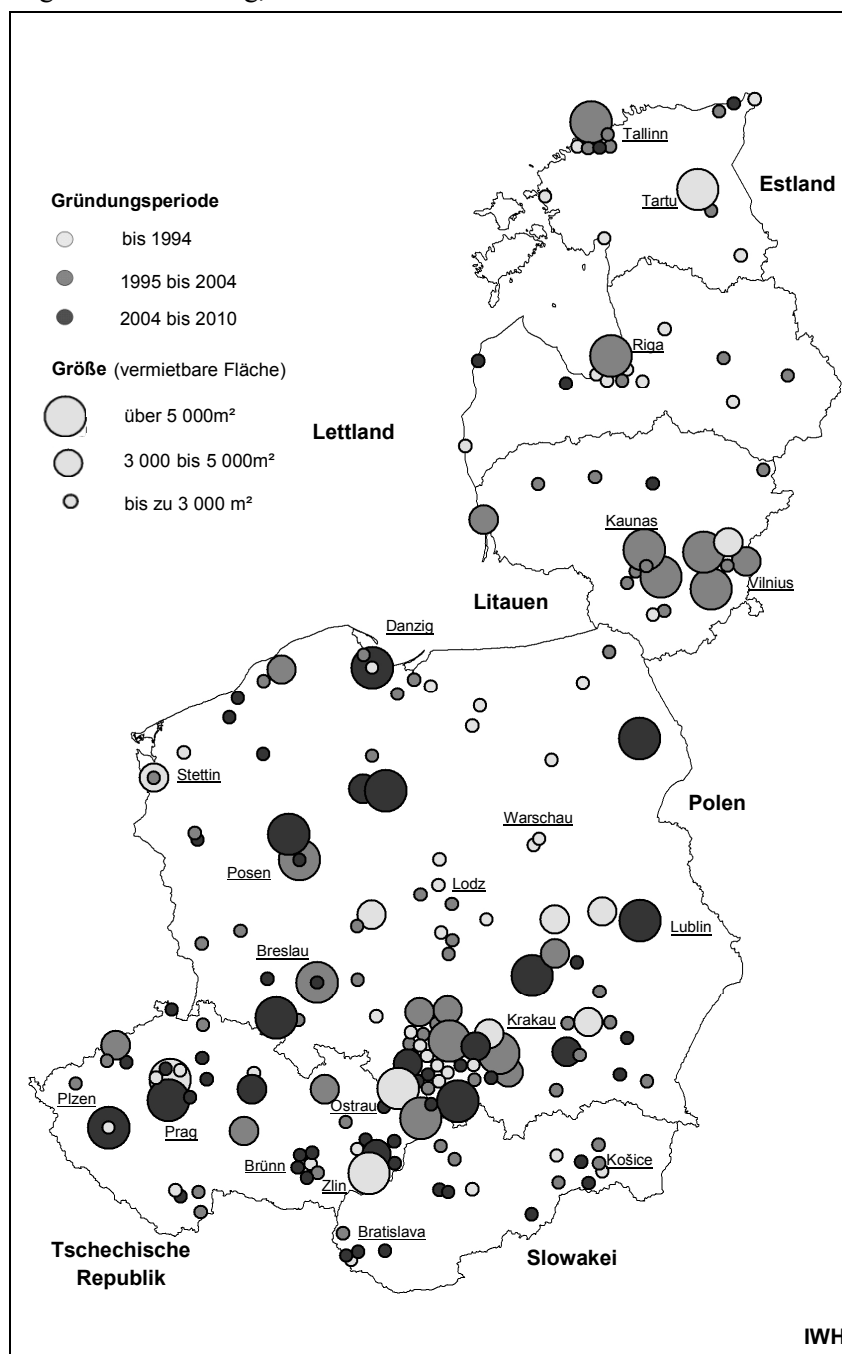 Tallinn
Estland
Tartu
Gründungsperiode
bis 1994
1995 bis 2004
2004 bis 2010
Größe (vermietbare Fläche)
über 5 000m²
3 000 bis 5 000m²
bis zu 3 000 m²
Riga
Lettland
Kaunas
Vilnius
Litauen
Danzig
Stettin
Polen
Warschau
Posen
Lodz
Lublin
Breslau
Krakau
Plzen
Prag
Ostrau
Brünn
Zlin
Košice
Bratislava
Tschechische
Republik
Slowakei
IWH